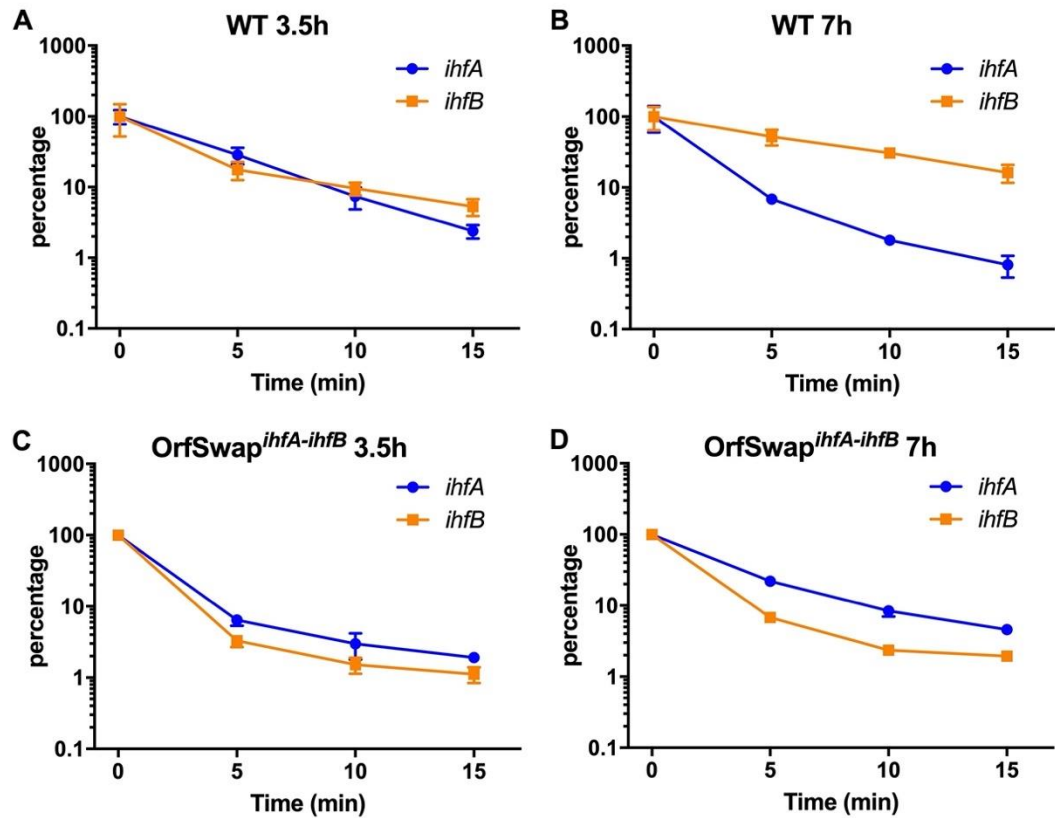 A
WT 3.5h
1000
100
10
1
0.1
percentage
0
5
10
15
Time (min)
ihfA
ihfB
B
WT 7h
1000
100
10
1
0.1
percentage
0
5
10
15
Time (min)
ihfA
ihfB
C
OrfSwap^ihfA-ihfB 3.5h
1000
100
10
1
0.1
percentage
0
5
10
15
Time (min)
ihfA
ihfB
D
OrfSwap^ihfA-ihfB 7h
1000
100
10
1
0.1
percentage
0
5
10
15
Time (min)
ihfA
ihfB